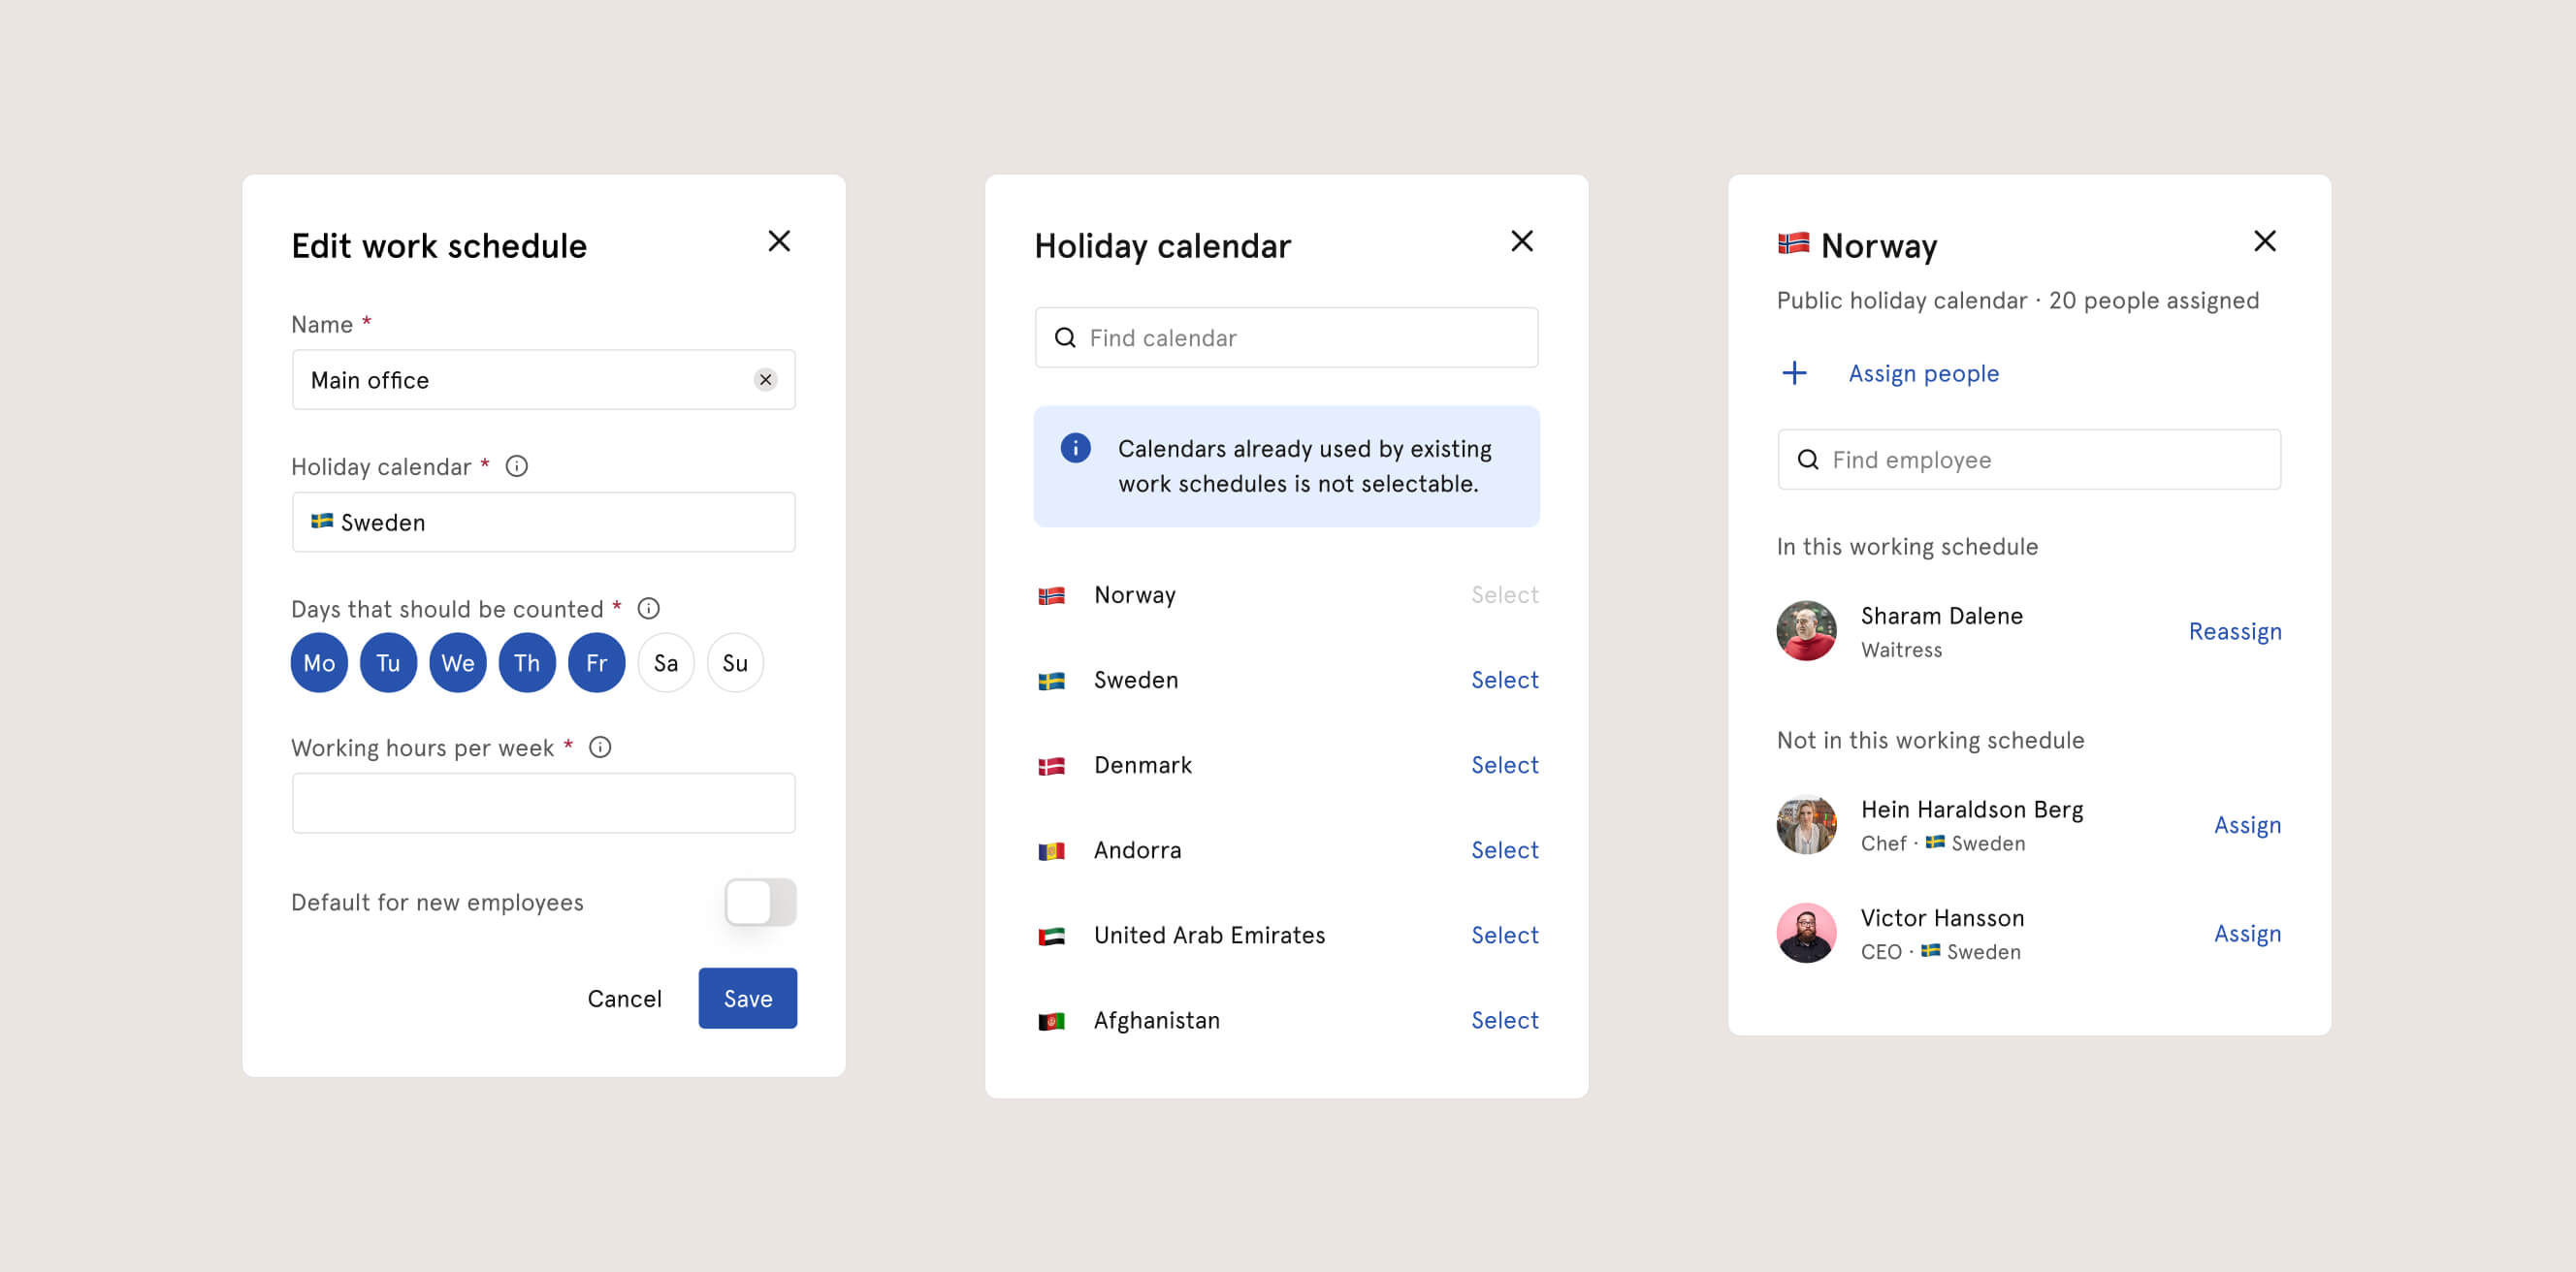 Edit work schedule
Name *
Main office
Holiday calendar *
Sweden
Days that should be counted *
Mo Tu We Th Fr Sa Su
Working hours per week *
Default for new employees
Cancel Save
Holiday calendar
Find calendar
Calendars already used by existing
work schedules is not selectable.
Norway Select
Sweden Select
Denmark Select
Andorra Select
United Arab Emirates Select
Afghanistan Select
Norway
Public holiday calendar · 20 people assigned
Assign people
Find employee
In this working schedule
Sharam Dalene
Waitress
Reassign
Not in this working schedule
Hein Haraldson Berg
Chef · Sweden
Assign
Victor Hansson
CEO · Sweden
Assign